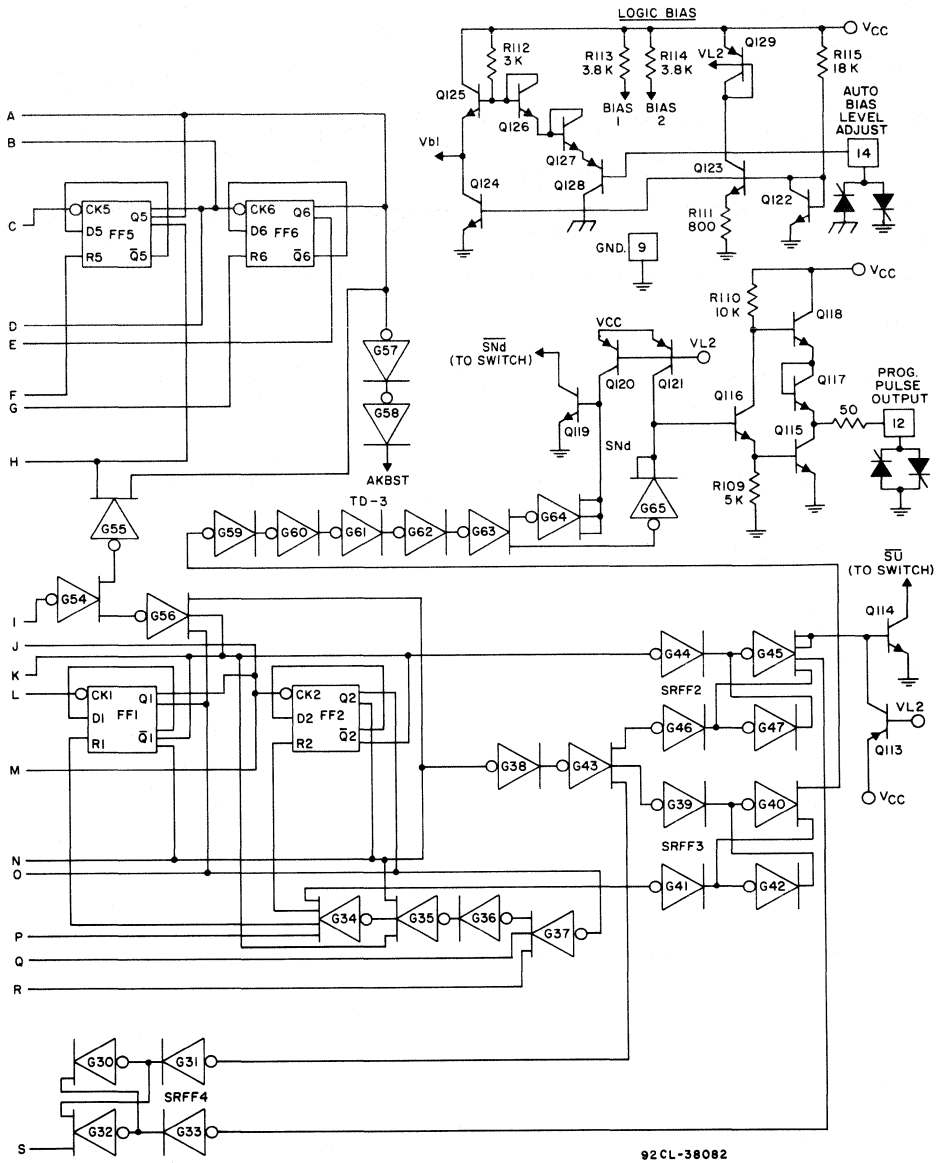 LOGIC BIAS
VCC
R112
3K
R113
3.8K
R114
3.8K
VL2
Q129
R115
18K
Q125
Q126
BIAS
1
BIAS
2
AUTO
BIAS
LEVEL
ADJUST
14
Vb1
Q127
Q128
Q124
Q123
R111
800
Q122
GND.
9
A
B
C
CK5
Q5
D5
FF5
R5
Q̅5
CK6
Q6
D6
FF6
R6
Q̅6
D
E
F
G
H
G57
G58
AKBST
S̅N̅d̅
(TO SWITCH)
VCC
VL2
Q120
Q121
Q119
SNd
R110
10K
VCC
Q118
Q117
Q116
Q115
R109
5K
50
PROG.
PULSE
OUTPUT
12
TD-3
G55
G59
G60
G61
G62
G63
G64
G65
G54
G56
I
J
K
L
M
CK1
Q1
D1
FF1
R1
Q̅1
CK2
Q2
D2
FF2
R2
Q̅2
S̅U̅
(TO SWITCH)
Q114
G44
G45
SRFF2
G46
G47
VL2
Q113
VCC
G38
G43
G39
G40
SRFF3
G41
G42
N
O
P
Q
R
G34
G35
G36
G37
G30
G31
SRFF4
G32
G33
S
92CL-38082